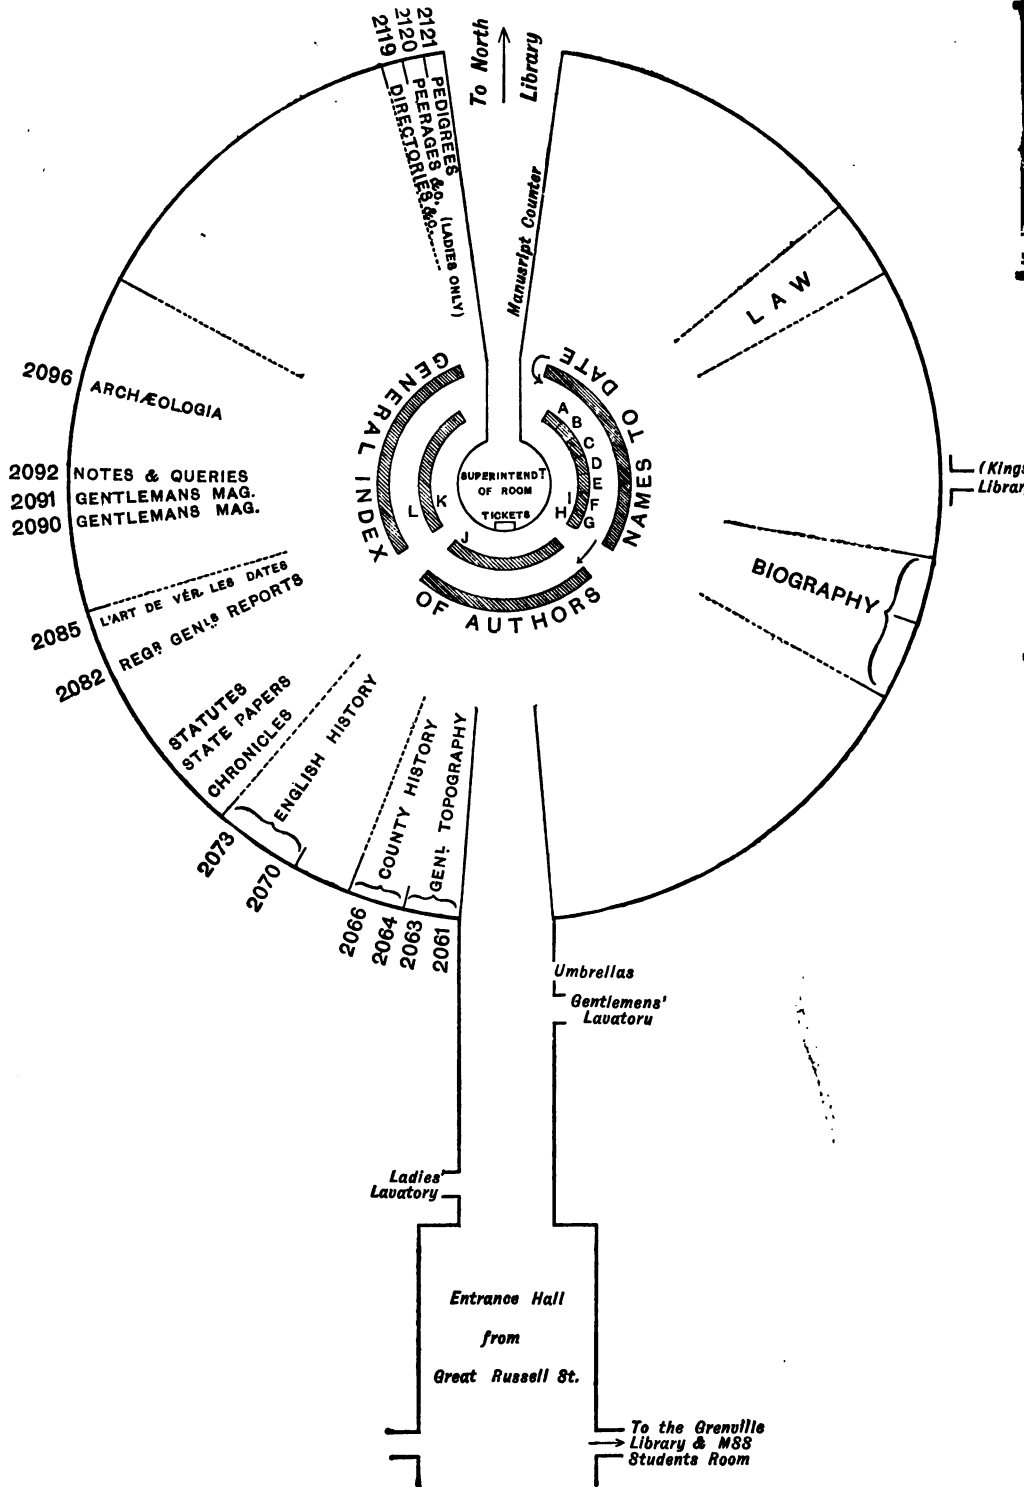 To North
Library
2119
2120
2121
PEDIGREES
PEERAGES &c. (LADIES ONLY)
DIRECTORIES &c.
Manusript Counter
LAW
2096
ARCHÆOLOGIA
2092
NOTES & QUERIES
2091
GENTLEMANS MAG.
2090
GENTLEMANS MAG.
GENERAL INDEX
OF AUTHORS
NAMES TO DATE
A
B
C
D
E
F
G
H
I
J
K
L
SUPERINTENDT
OF ROOM
TICKETS
(Kings
Librar
BIOGRAPHY
2085
L'ART DE VÉR. LES DATES
2082
REGR. GENLS REPORTS
STATUTES
STATE PAPERS
CHRONICLES
2073
ENGLISH HISTORY
2070
2066
COUNTY HISTORY
2064
2063
GENL. TOPOGRAPHY
2061
Umbrellas
Gentlemens'
Lavatory
Ladies'
Lavatory
Entrance Hall
from
Great Russell St.
To the Grenville
Library & MSS
Students Room